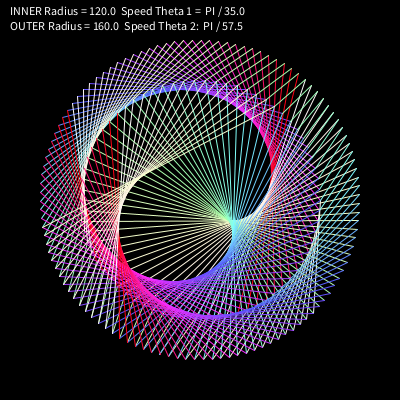 INNER Radius = 120.0  Speed Theta 1 =  PI / 35.0
OUTER Radius = 160.0  Speed Theta 2:  PI / 57.5